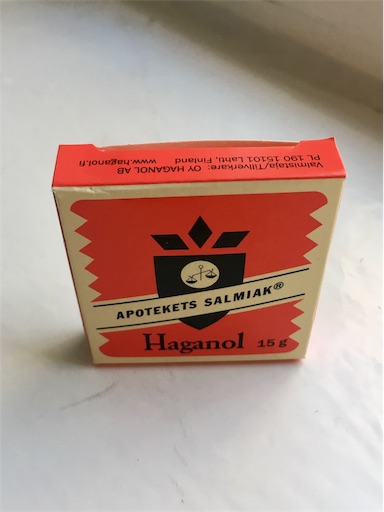 Valmistaja/Tillverkare: OY HAGANOL AB
PL 190 15101 Lahti, Finland www.haganol.fi
APOTEKETS SALMIAK®
Haganol 15 g